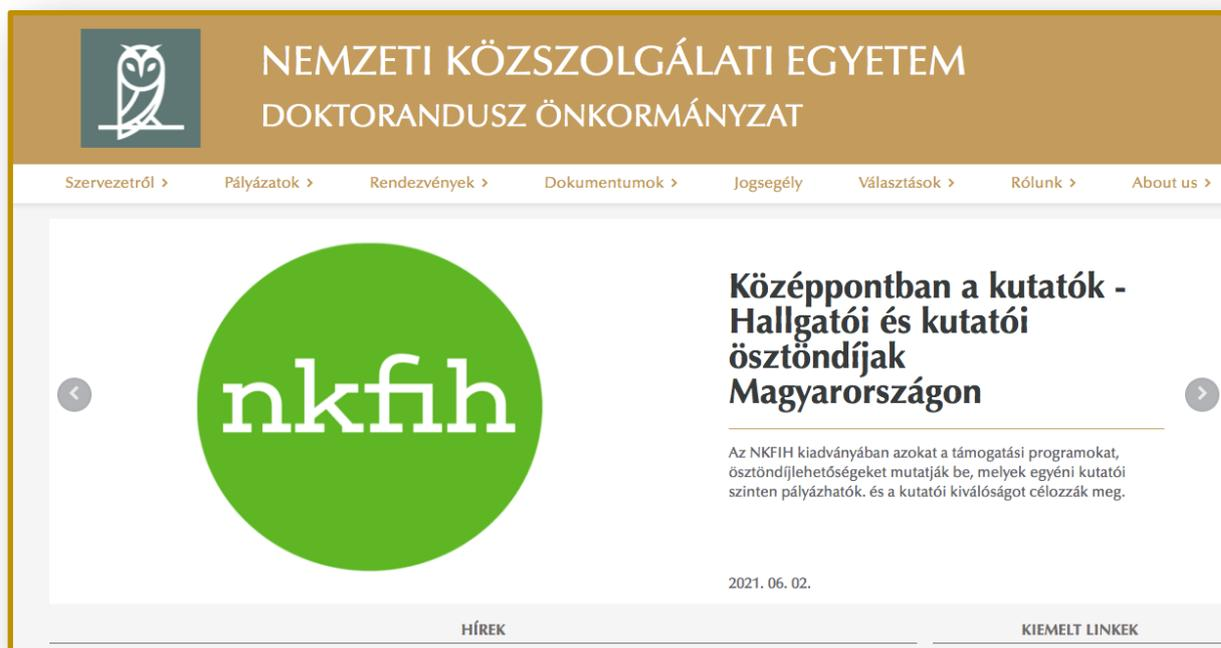 NEMZETI KÖZSZOLGÁLATI EGYETEM
DOKTORANDUSZ ÖNKORMÁNYZAT
Szervezetről > Pályázatok > Rendezvények > Dokumentumok > Jogsegély Választások > Rólunk > About us >
nkfih
Középpontban a kutatók -
Hallgatói és kutatói
ösztöndíjak
Magyarországon
Az NKFIH kiadványában azokat a támogatási programokat,
ösztöndíjlehetőségeket mutatják be, melyek egyéni kutatói
szinten pályázhatók. és a kutatói kiválóságot célozzák meg.
2021. 06. 02.
HÍREK
KIEMELT LINKEK